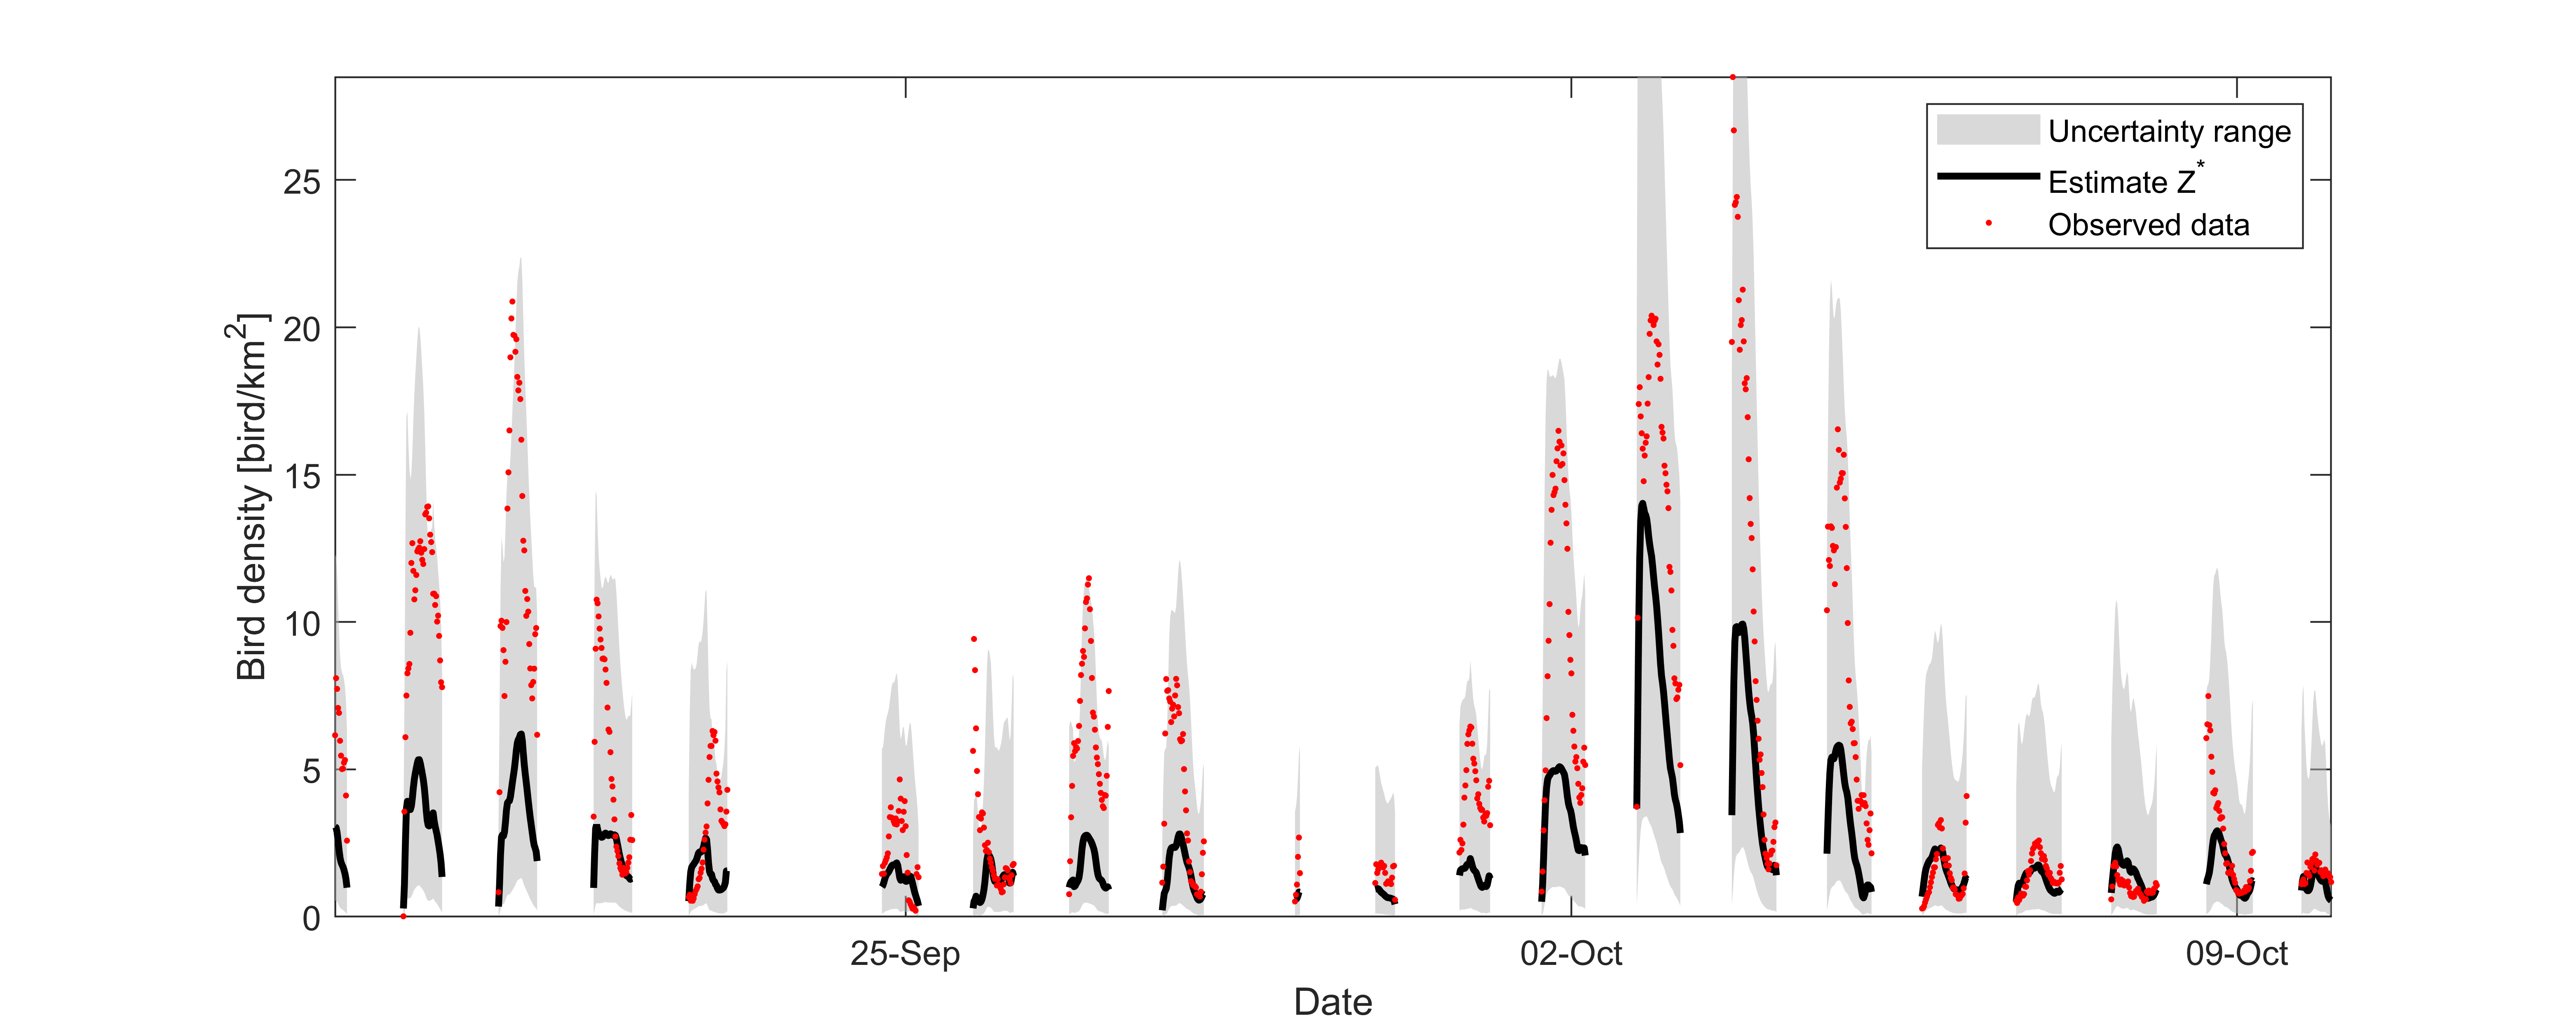 Uncertainty range
Estimate Z*
Observed data
Bird density [bird/km²]
25
20
15
10
5
0
25-Sep
02-Oct
09-Oct
Date